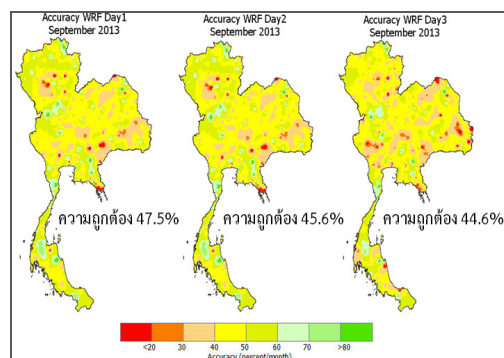 Accuracy WRF Day1
September 2013
Accuracy WRF Day2
September 2013
Accuracy WRF Day3
September 2013
ความถูกต้อง 47.5%
ความถูกต้อง 45.6%
ความถูกต้อง 44.6%
<20 30 40 50 60 70 >80
Accuracy (percent/month)